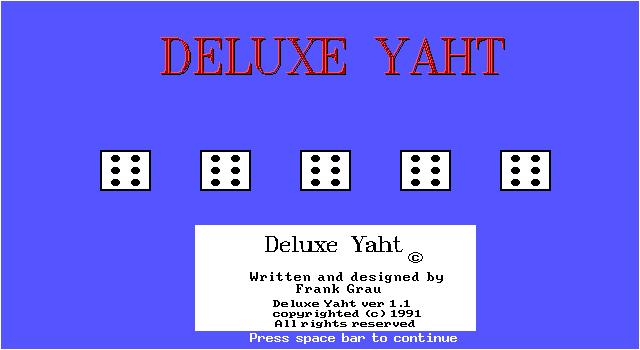 DELUXE YAHT
Deluxe Yaht ©
Written and designed by
Frank Grau
Deluxe Yaht ver 1.1
copyrighted (c) 1991
All rights reserved
Press space bar to continue